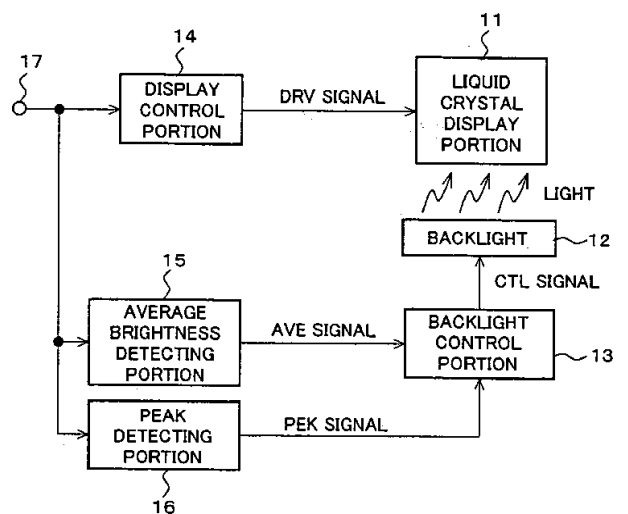 11
14
17
DISPLAY
CONTROL
PORTION
DRV SIGNAL
LIQUID
CRYSTAL
DISPLAY
PORTION
LIGHT
BACKLIGHT
12
CTL SIGNAL
15
AVERAGE
BRIGHTNESS
DETECTING
PORTION
AVE SIGNAL
BACKLIGHT
CONTROL
PORTION
13
PEAK
DETECTING
PORTION
PEK SIGNAL
16